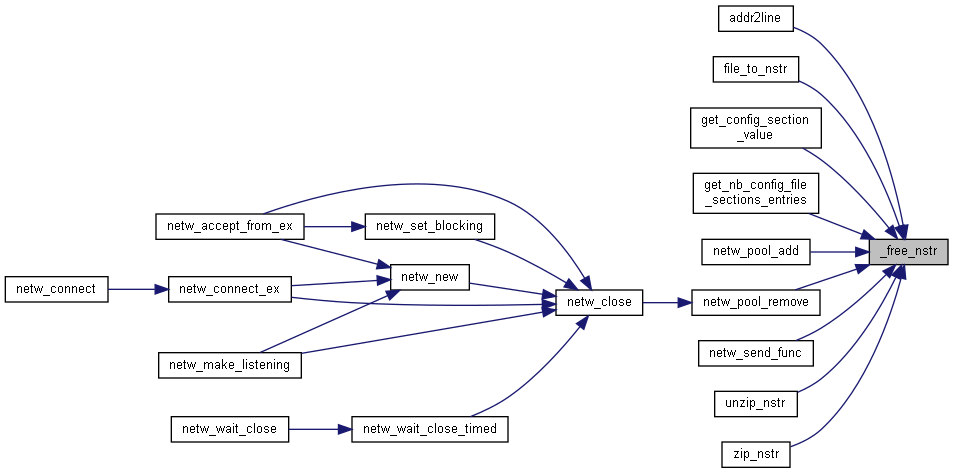 addr2line
file_to_nstr
get_config_section
_value
get_nb_config_file
_sections_entries
netw_accept_from_ex
netw_set_blocking
netw_pool_add
_free_nstr
netw_new
netw_connect
netw_connect_ex
netw_close
netw_pool_remove
netw_send_func
netw_make_listening
unzip_nstr
netw_wait_close
netw_wait_close_timed
zip_nstr